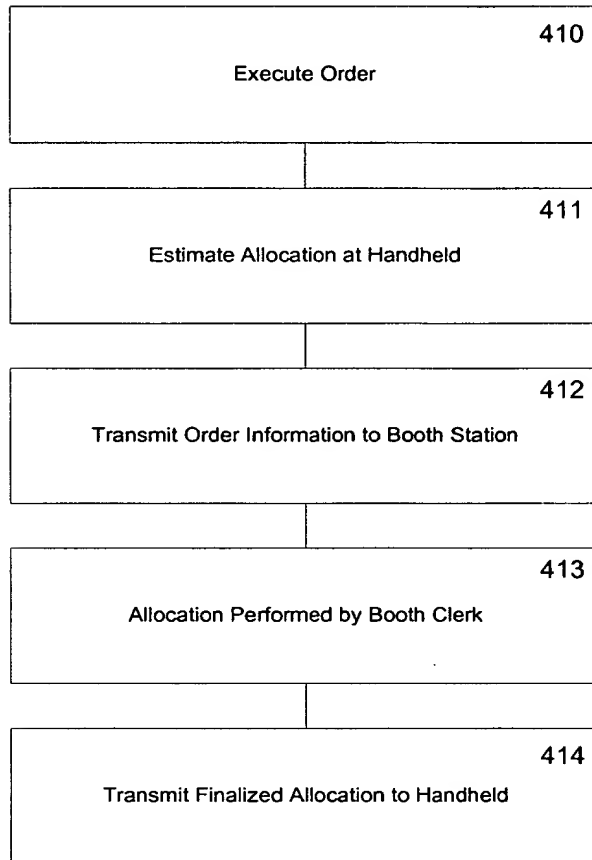 410
Execute Order
411
Estimate Allocation at Handheld
412
Transmit Order Information to Booth Station
413
Allocation Performed by Booth Clerk
414
Transmit Finalized Allocation to Handheld